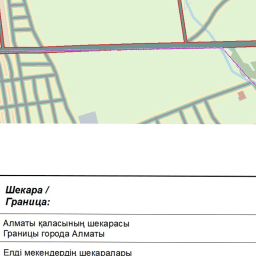 Шекара /
Граница:
Алматы қаласының шекарасы
Границы города Алматы
Елді мекендердің шекаралары